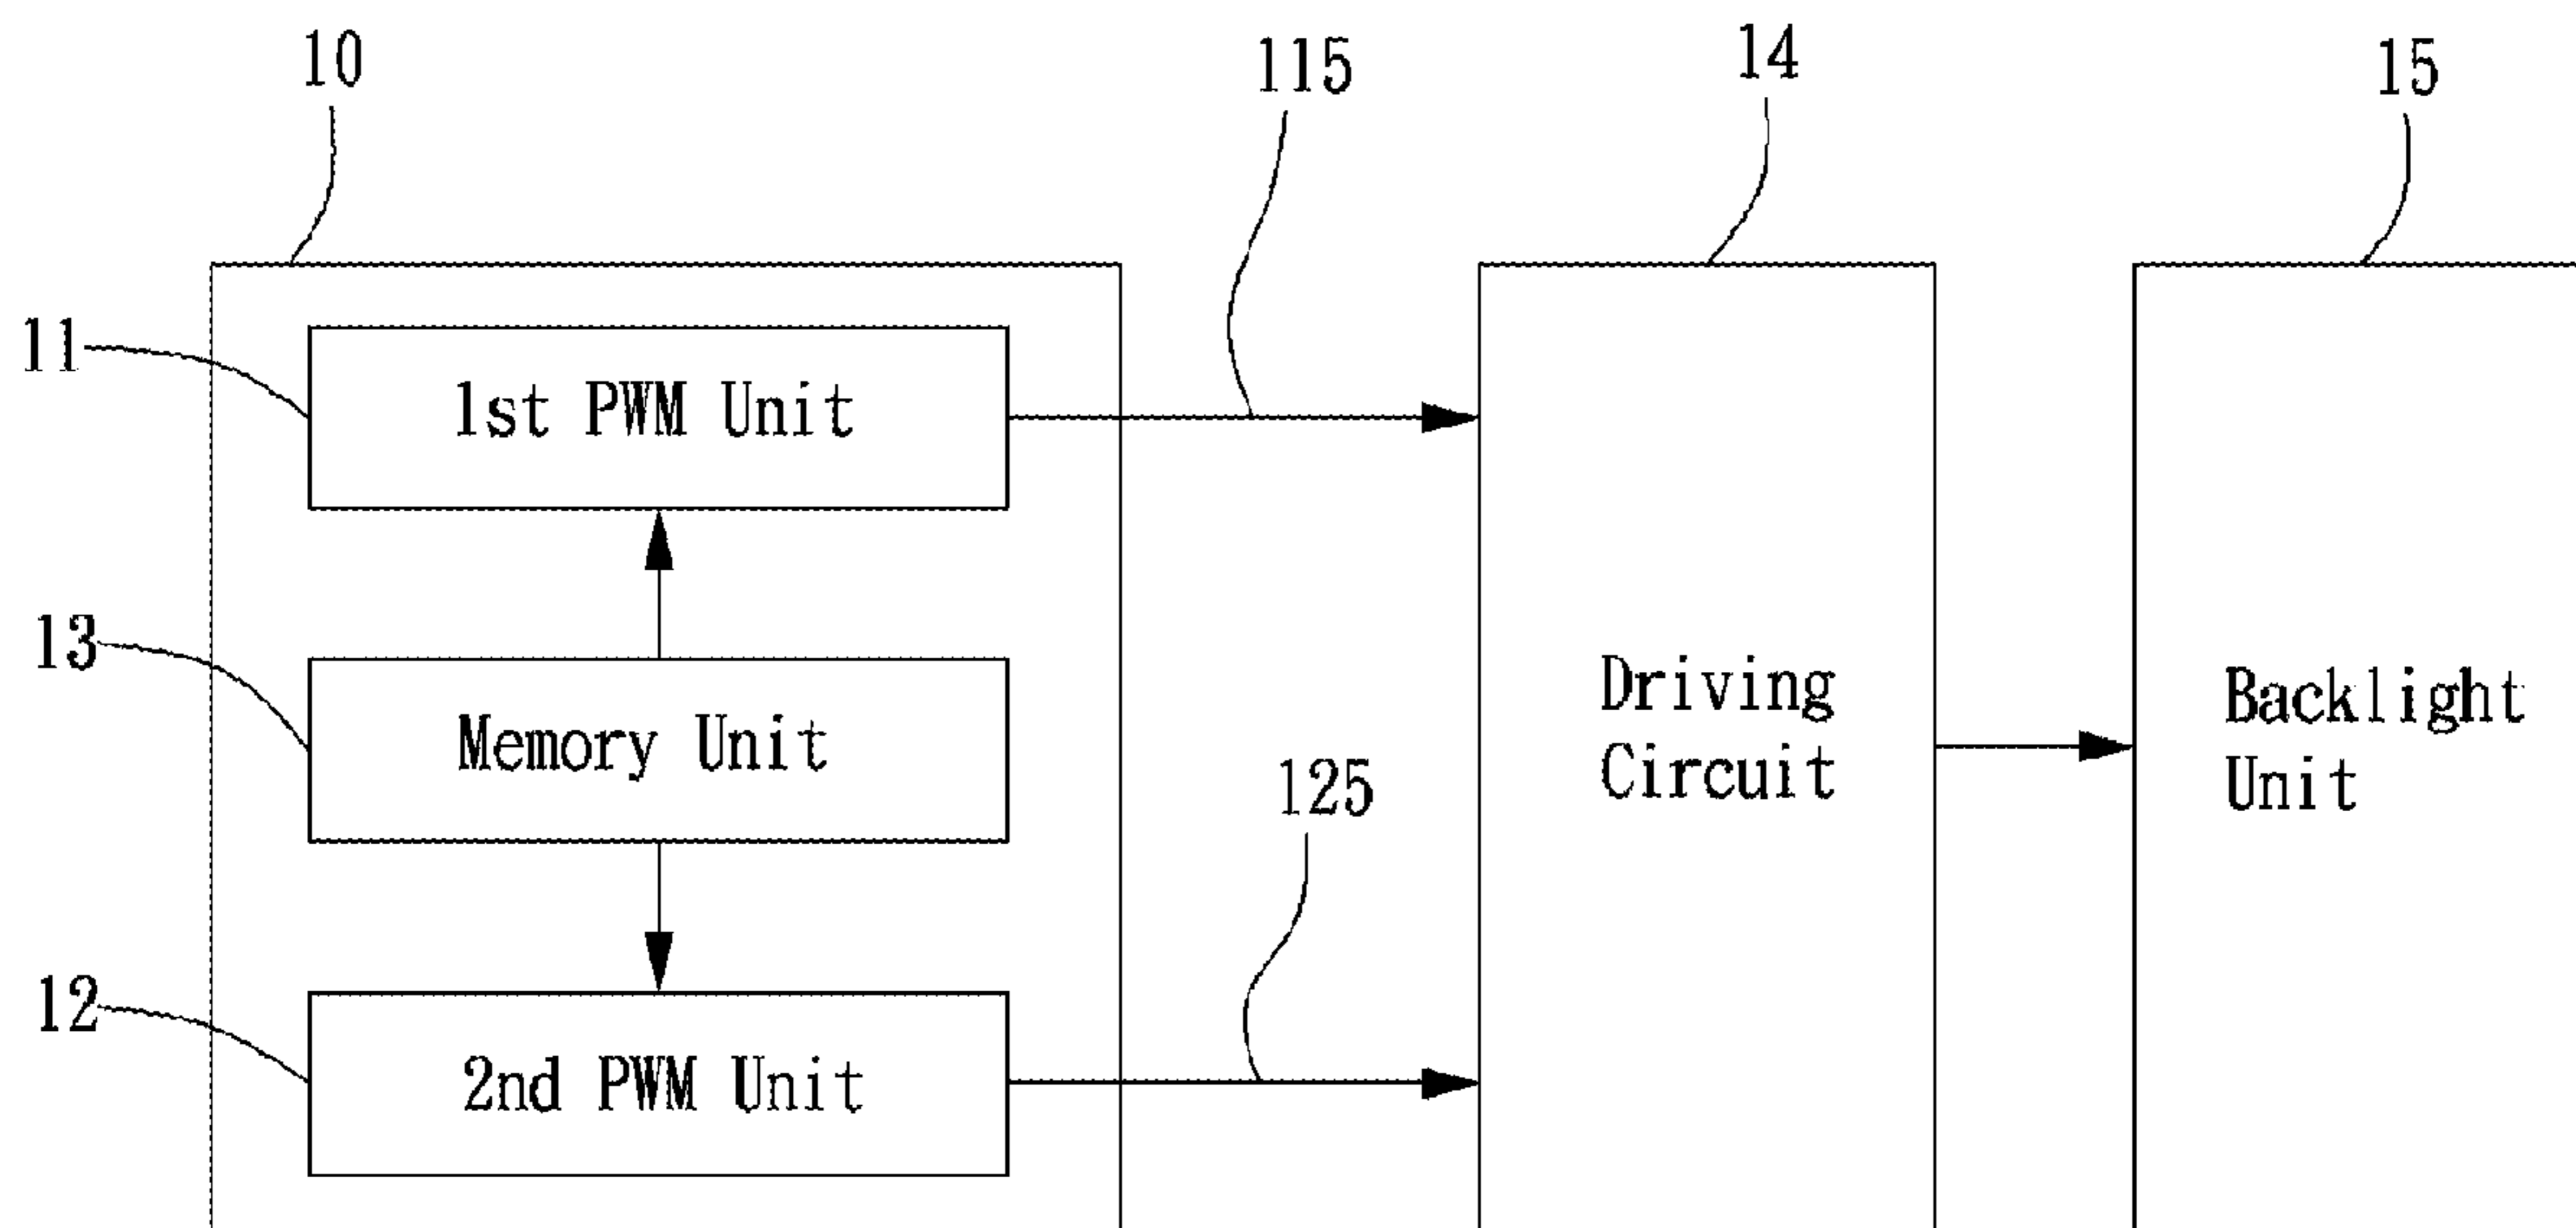 10
115
14
15
11
1st PWM Unit
13
Memory Unit
Driving
Circuit
Backlight
Unit
125
12
2nd PWM Unit